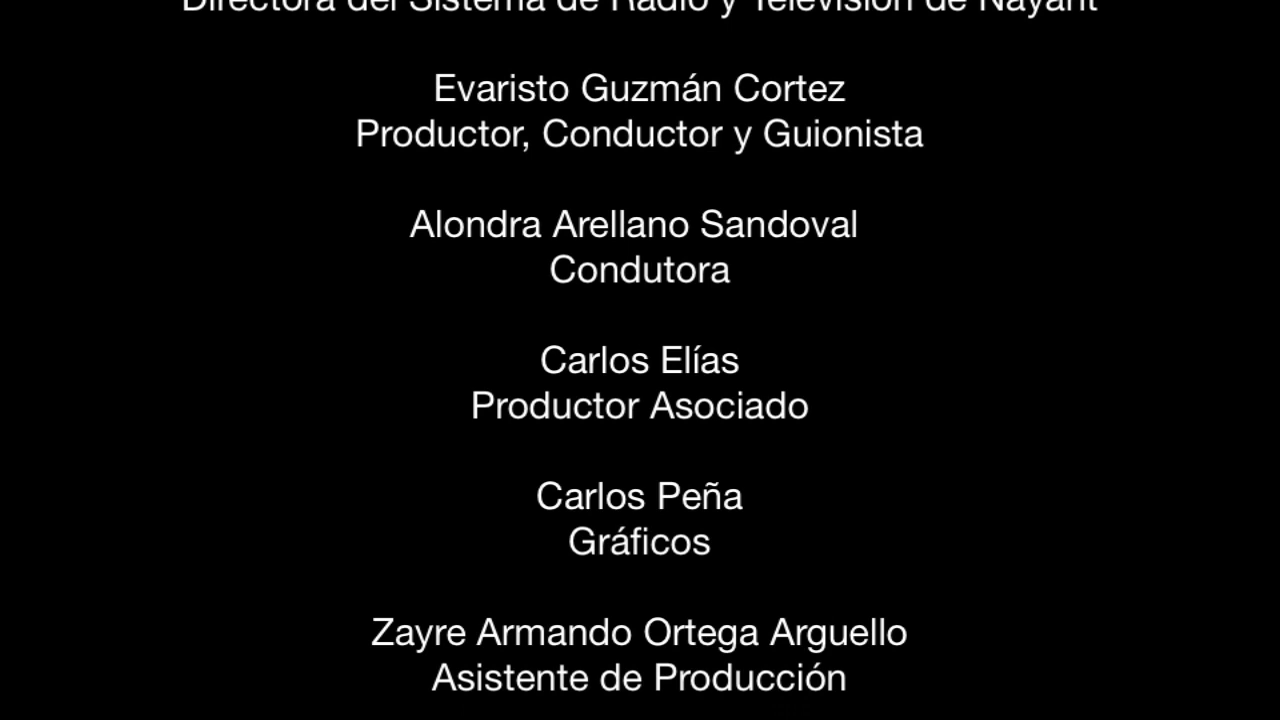 Directora del Sistema de Radio y Televisión de Nayarit
Evaristo Guzmán Cortez
Productor, Conductor y Guionista
Alondra Arellano Sandoval
Condutora
Carlos Elías
Productor Asociado
Carlos Peña
Gráficos
Zayre Armando Ortega Arguello
Asistente de Producción